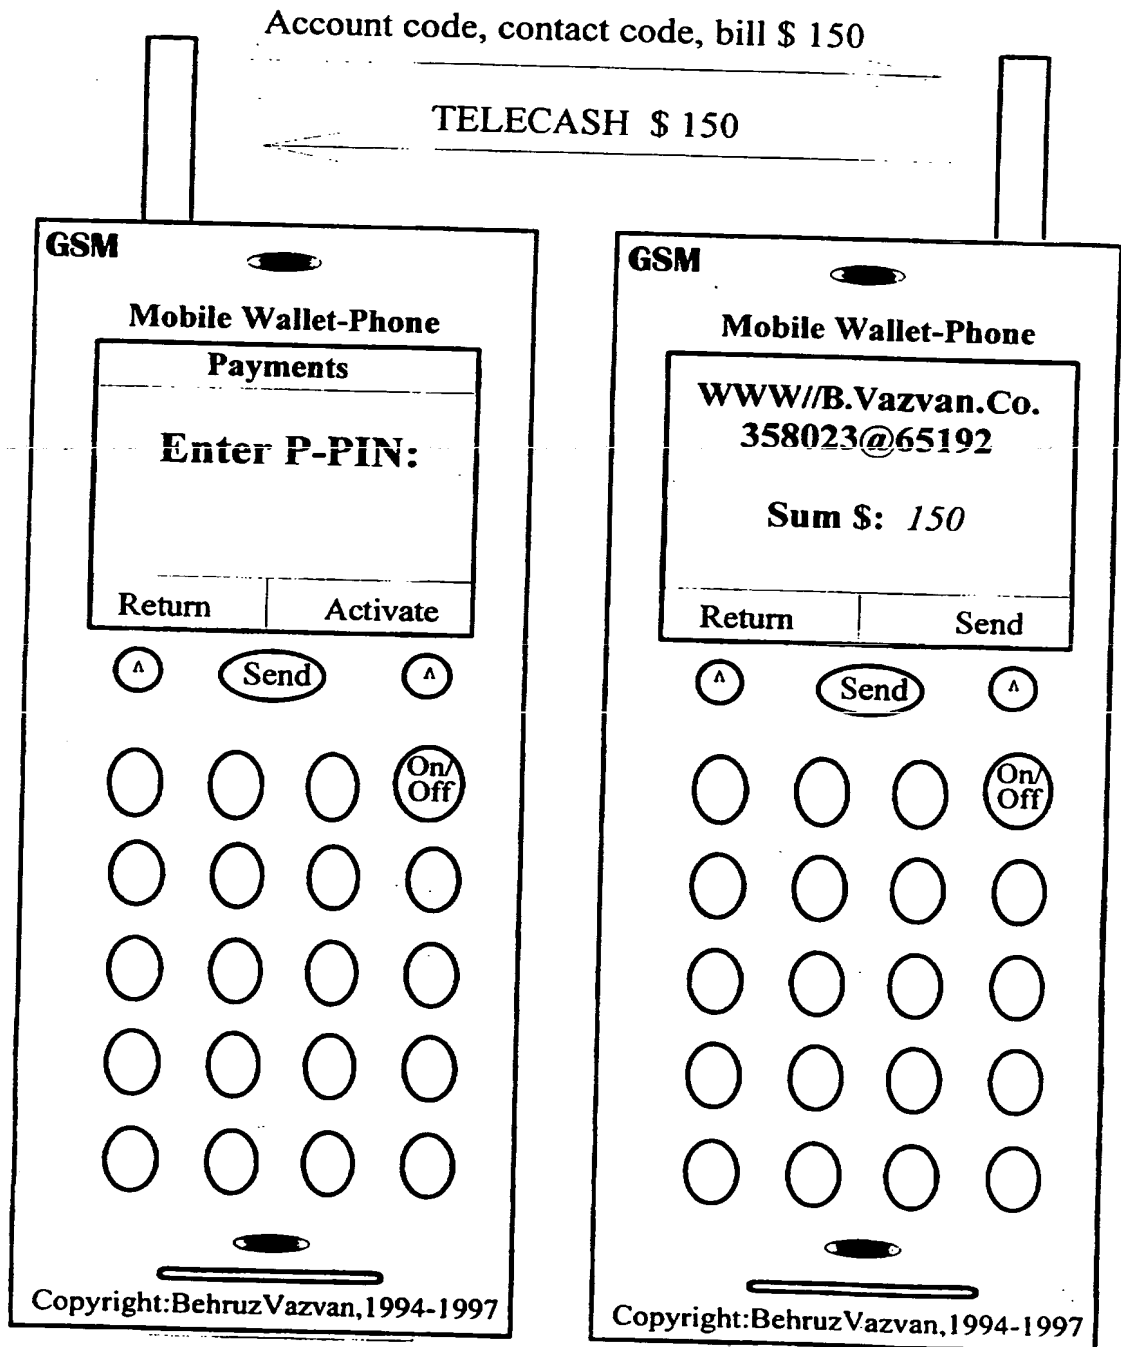 Account code, contact code, bill $ 150
TELECASH $ 150
GSM
Mobile Wallet-Phone
Payments
Enter P-PIN:
Return Activate
^ Send ^
On/
Off
Copyright:BehruzVazvan,1994-1997
GSM
Mobile Wallet-Phone
WWW//B.Vazvan.Co.
358023@65192
Sum $: 150
Return Send
^ Send ^
On/
Off
Copyright:BehruzVazvan,1994-1997